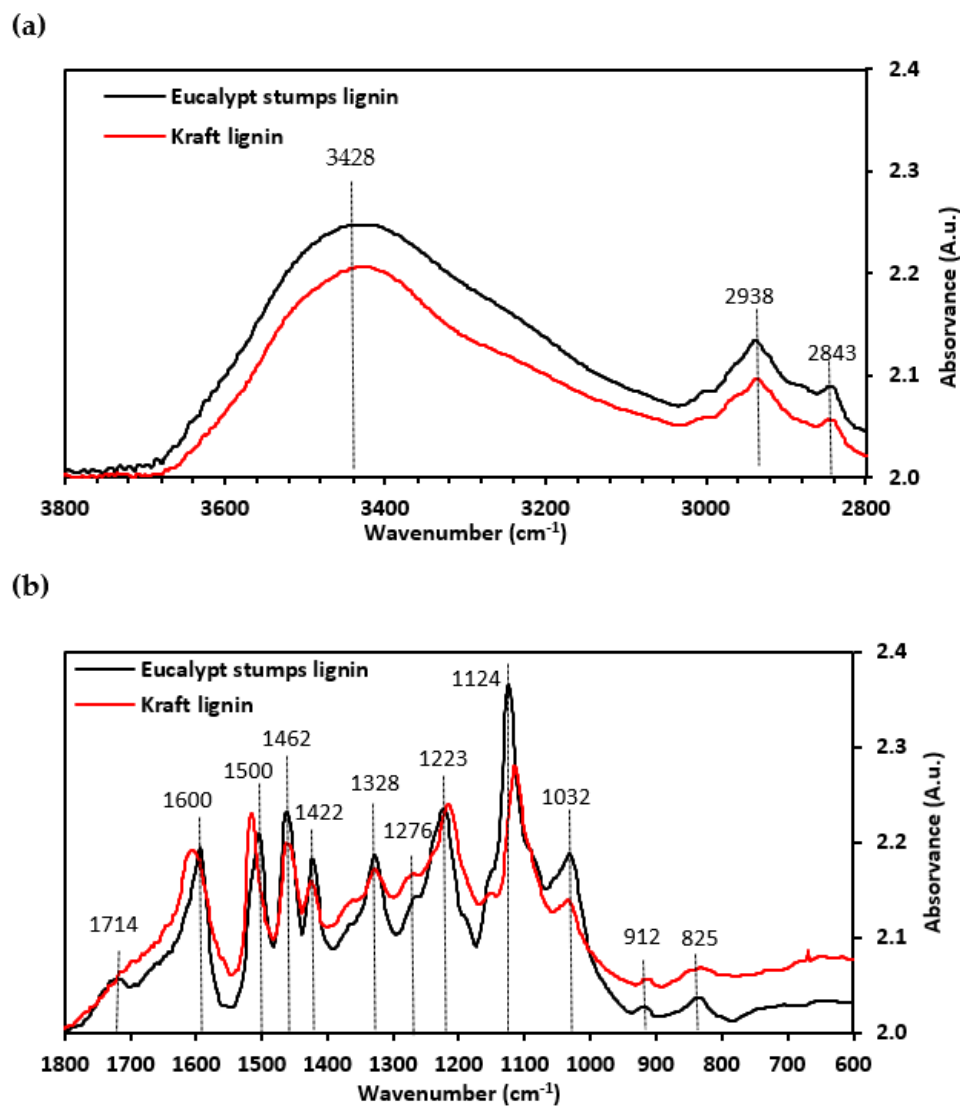 (a)
Eucalypt stumps lignin
Kraft lignin
3428
2938
2843
2.4
2.3
2.2
2.1
2.0
Absorvance (A.u.)
3800 3600 3400 3200 3000 2800
Wavenumber (cm⁻¹)
(b)
Eucalypt stumps lignin
Kraft lignin
1714
1600
1500
1462
1422
1328
1276
1223
1124
1032
912
825
2.4
2.3
2.2
2.1
2.0
Absorvance (A.u.)
1800 1700 1600 1500 1400 1300 1200 1100 1000 900 800 700 600
Wavenumber (cm⁻¹)